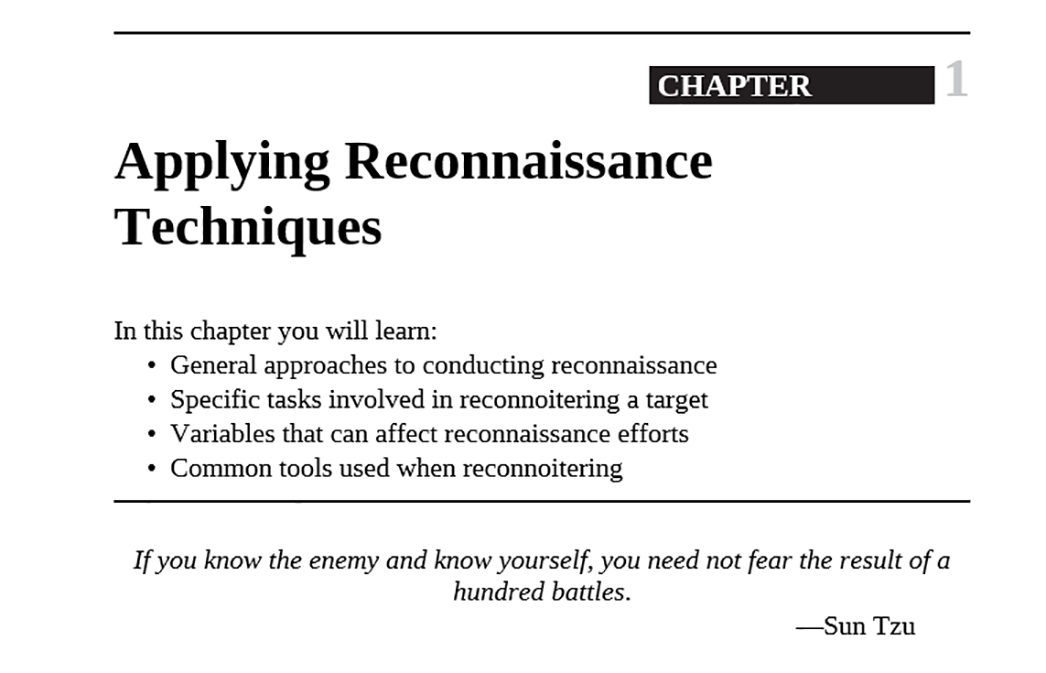 CHAPTER 1
Applying Reconnaissance
Techniques
In this chapter you will learn:
• General approaches to conducting reconnaissance
• Specific tasks involved in reconnoitering a target
• Variables that can affect reconnaissance efforts
• Common tools used when reconnoitering
If you know the enemy and know yourself, you need not fear the result of a
hundred battles.
—Sun Tzu